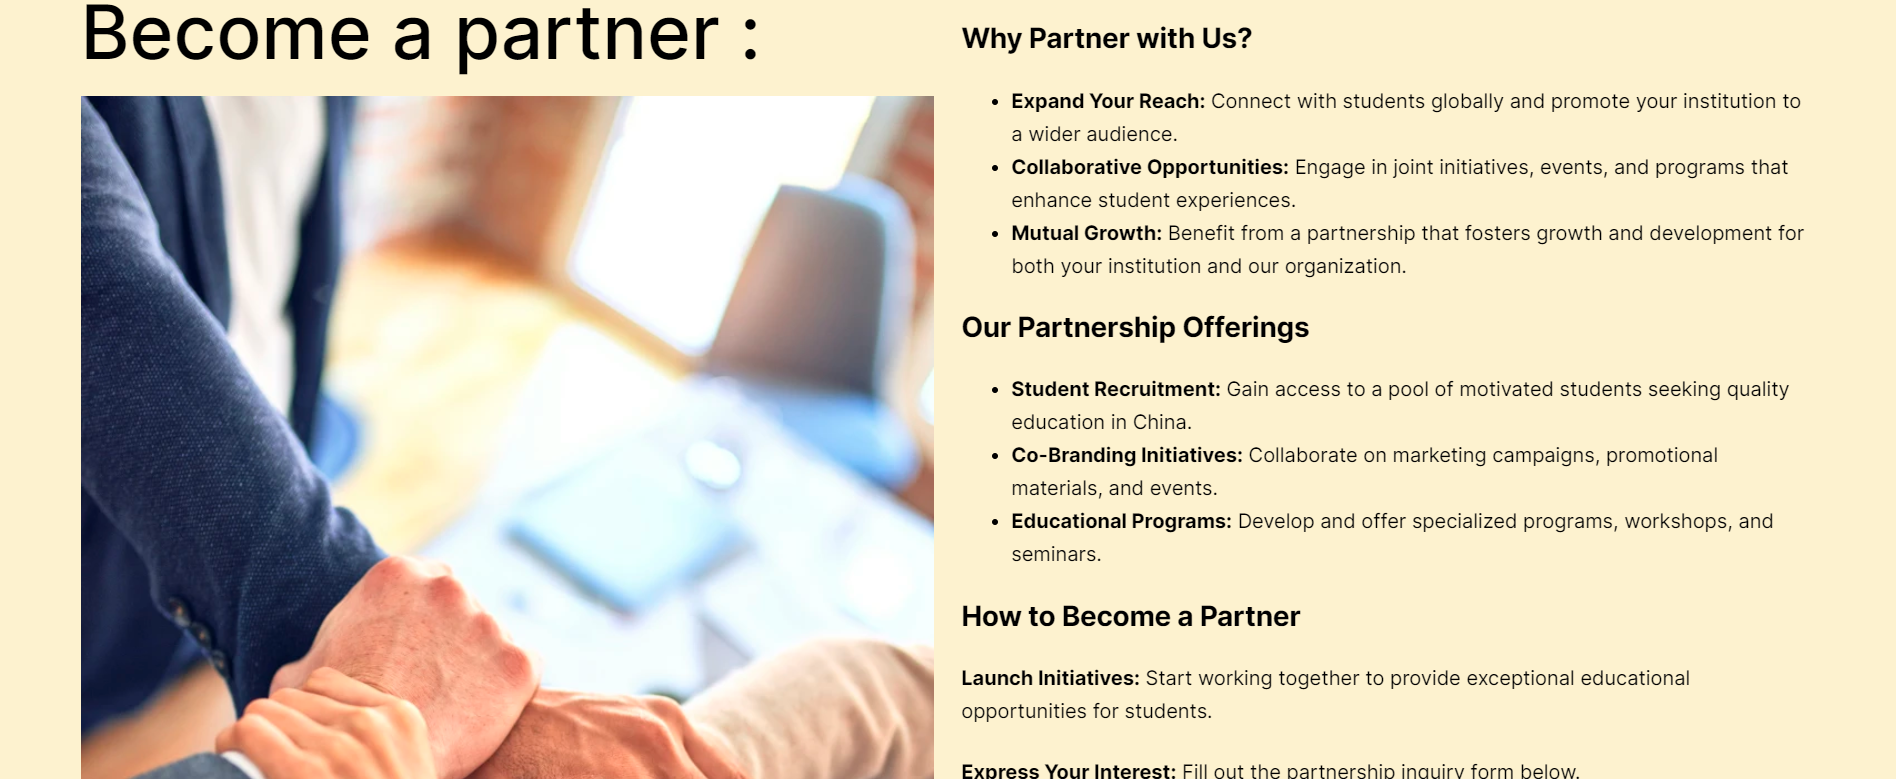 Become a partner :
Why Partner with Us?
Expand Your Reach: Connect with students globally and promote your institution to
a wider audience.
Collaborative Opportunities: Engage in joint initiatives, events, and programs that
enhance student experiences.
Mutual Growth: Benefit from a partnership that fosters growth and development for
both your institution and our organization.
Our Partnership Offerings
Student Recruitment: Gain access to a pool of motivated students seeking quality
education in China.
Co-Branding Initiatives: Collaborate on marketing campaigns, promotional
materials, and events.
Educational Programs: Develop and offer specialized programs, workshops, and
seminars.
How to Become a Partner
Launch Initiatives: Start working together to provide exceptional educational
opportunities for students.
Express Your Interest: Fill out the partnership inquiry form below.